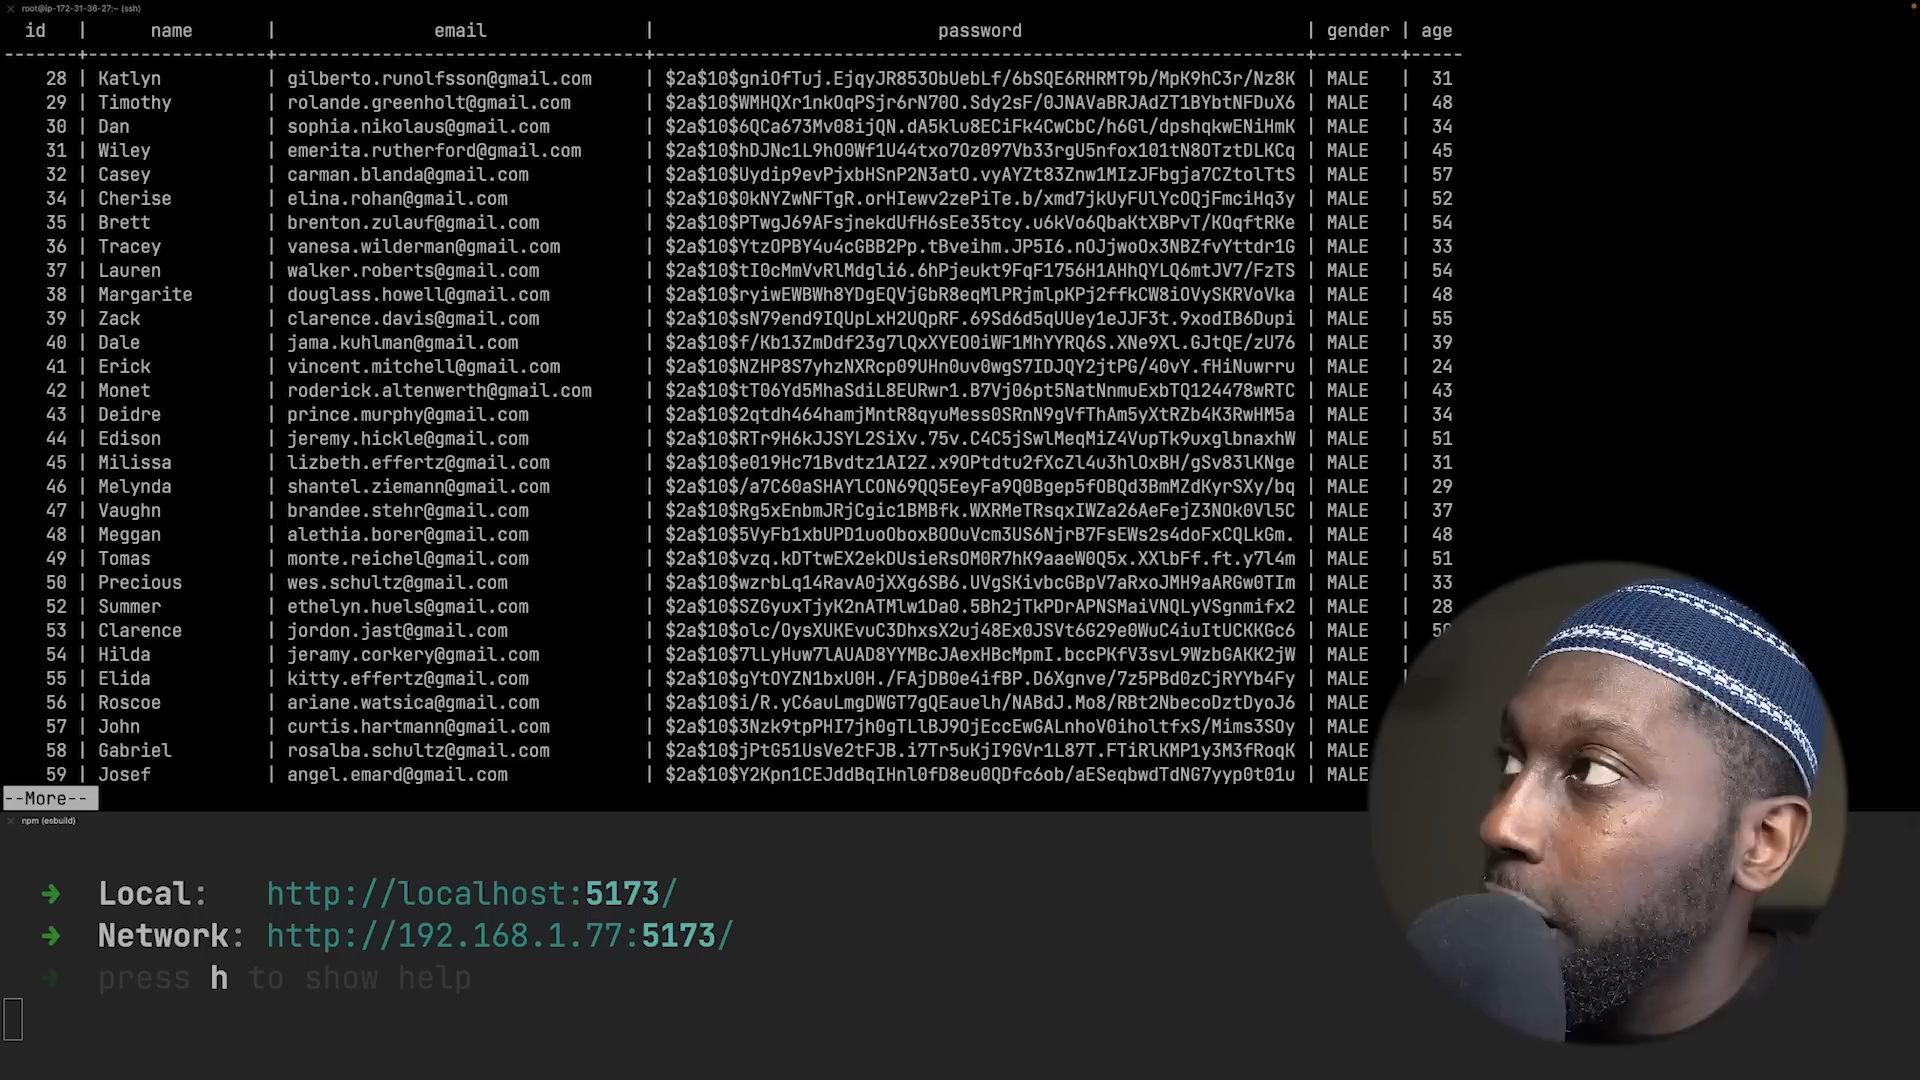 root@ip-172-31-36-27:~ (ssh)
id | name | email | password | gender | age
28 | Katlyn | gilberto.runolfsson@gmail.com | $2a$10$gniOfTuj.EjqyJR853ObUebLf/6bSQE6RHRMT9b/MpK9hC3r/Nz8K | MALE | 31
29 | Timothy | rolande.greenholt@gmail.com | $2a$10$WMHQXr1nkOqPSjr6rN70O.Sdy2sF/0JNAVaBRJAdZT1BYbtNFDuX6 | MALE | 48
30 | Dan | sophia.nikolaus@gmail.com | $2a$10$6QCa673Mv08ijQN.dA5klu8ECiFk4CwCbC/h6Gl/dpshqkwENiHmK | MALE | 34
31 | Wiley | emerita.rutherford@gmail.com | $2a$10$hDJNc1L9hO0Wf1U44txo7Oz097Vb33rgU5nfox101tN8OTztDLKCq | MALE | 45
32 | Casey | carman.blanda@gmail.com | $2a$10$Uydip9evPjxbHSnP2N3atO.vyAYZt83Znw1MIzJFbgja7CZtolTtS | MALE | 57
34 | Cherise | elina.rohan@gmail.com | $2a$10$0kNYZwNFTgR.orHIewv2zePiTe.b/xmd7jkUyFUlYcOQjFmciHq3y | MALE | 52
35 | Brett | brenton.zulauf@gmail.com | $2a$10$PTwgJ69AFsjnekdUfH6sEe35tcy.u6kVo6QbaKtXBPvT/KOqftRKe | MALE | 54
36 | Tracey | vanesa.wilderman@gmail.com | $2a$10$YtzOPBY4u4cGBB2Pp.tBveihm.JP5I6.nOJjwoOx3NBZfvYttdr1G | MALE | 33
37 | Lauren | walker.roberts@gmail.com | $2a$10$tI0cMmVvRlMdgli6.6hPjeukt9FqF1756H1AHhQYLQ6mtJV7/FzTS | MALE | 54
38 | Margarite | douglass.howell@gmail.com | $2a$10$ryiwEWBWh8YDgEQVjGbR8eqMlPRjmlpKPj2ffkCW8iOVySKRVoVka | MALE | 48
39 | Zack | clarence.davis@gmail.com | $2a$10$sN79end9IQUpLxH2UQpRF.69Sd6d5qUUey1eJJF3t.9xodIB6Dupi | MALE | 55
40 | Dale | jama.kuhlman@gmail.com | $2a$10$f/Kb13ZmDdf23g7lQxXYEO0iWF1MhYYRQ6S.XNe9Xl.GJtQE/zU76 | MALE | 39
41 | Erick | vincent.mitchell@gmail.com | $2a$10$NZHP8S7yhzNXRcp09UHn0uv0wgS7IDJQY2jtPG/40vY.fHiNuwrru | MALE | 24
42 | Monet | roderick.altenwerth@gmail.com | $2a$10$tT06Yd5MhaSdiL8EURwr1.B7Vj06pt5NatNnmuExbTQ124478wRTC | MALE | 43
43 | Deidre | prince.murphy@gmail.com | $2a$10$2qtdh464hamjMntR8qyuMess0SRnN9gVfThAm5yXtRZb4K3RwHM5a | MALE | 34
44 | Edison | jeremy.hickle@gmail.com | $2a$10$RTr9H6kJJSYL2SiXv.75v.C4C5jSwlMeqMiZ4VupTk9uxglbnaxhW | MALE | 51
45 | Milissa | lizbeth.effertz@gmail.com | $2a$10$e019Hc71Bvdtz1AI2Z.x9OPtdtu2fXcZl4u3hlOxBH/gSv83lKNge | MALE | 31
46 | Melynda | shantel.ziemann@gmail.com | $2a$10$/a7C60aSHAYlCON69QQ5EeyFa9Q0Bgep5fOBQd3BmMZdKyrSXy/bq | MALE | 29
47 | Vaughn | brandee.stehr@gmail.com | $2a$10$Rg5xEnbmJRjCgic1BMBfk.WXRMeTRsqxIWZa26AeFejZ3NOk0Vl5C | MALE | 37
48 | Meggan | alethia.borer@gmail.com | $2a$10$5VyFb1xbUPD1uoOboxBOOuVcm3US6NjrB7FsEWs2s4doFxCQLkGm. | MALE | 48
49 | Tomas | monte.reichel@gmail.com | $2a$10$vzq.kDTtwEX2ekDUsieRsOM0R7hK9aaeW0Q5x.XXlbFf.ft.y7l4m | MALE | 51
50 | Precious | wes.schultz@gmail.com | $2a$10$wzrbLq14RavA0jXXg6SB6.UVgSKivbcGBpV7aRxoJMH9aARGw0TIm | MALE | 33
52 | Summer | ethelyn.huels@gmail.com | $2a$10$SZGyuxTjyK2nATMlw1Da0.5Bh2jTkPDrAPNSMaiVNQLyVSgnmifx2 | MALE | 28
53 | Clarence | jordon.jast@gmail.com | $2a$10$olc/OysXUKEvuC3DhxsX2uj48Ex0JSVt6G29e0WuC4iuItUCKKGc6 | MALE |
54 | Hilda | jeramy.corkery@gmail.com | $2a$10$7lLyHuw7lAUAD8YYMBcJAexHBcMpmI.bccPKfV3svL9WzbGAKK2jW | MALE
55 | Elida | kitty.effertz@gmail.com | $2a$10$gYtOYZN1bxU0H./FAjDB0e4ifBP.D6Xgnve/7z5PBd0zCjRYYb4Fy | MALE
56 | Roscoe | ariane.watsica@gmail.com | $2a$10$i/R.yC6auLmgDWGT7gQEauelh/NABdJ.Mo8/RBt2NbecoDztDyoJ6 | MALE
57 | John | curtis.hartmann@gmail.com | $2a$10$3Nzk9tpPHI7jh0gTLlBJ9OjEccEwGALnhoV0iholtfxS/Mims3SOy | MALE
58 | Gabriel | rosalba.schultz@gmail.com | $2a$10$jPtG51UsVe2tFJB.i7Tr5uKjI9GVr1L87T.FTiRlKMP1y3M3fRoqK | MALE
59 | Josef | angel.emard@gmail.com | $2a$10$Y2Kpn1CEJddBqIHnl0fD8eu0QDfc6ob/aESeqbwdTdNG7yyp0t01u | MALE
--More--
npm (esbuild)
➜ Local: http://localhost:5173/
➜ Network: http://192.168.1.77:5173/
➜ press h to show help